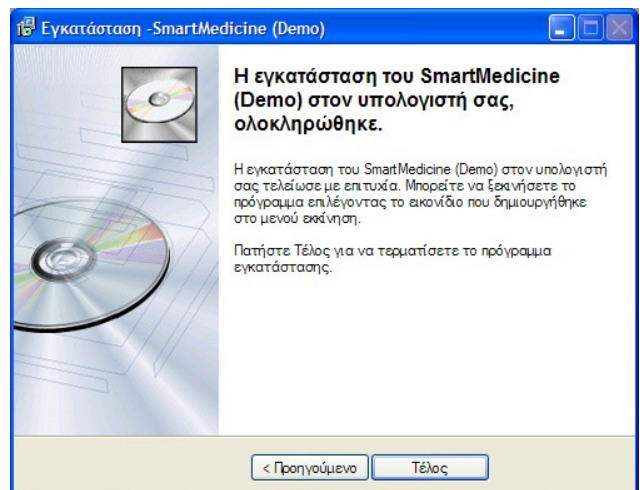 Εγκατάσταση -SmartMedicine (Demo)
Η εγκατάσταση του SmartMedicine
(Demo) στον υπολογιστή σας,
ολοκληρώθηκε.
Η εγκατάσταση του SmartMedicine (Demo) στον υπολογιστή
σας τελείωσε με επιτυχία. Μπορείτε να ξεκινήσετε το
πρόγραμμα επιλέγοντας το εικονίδιο που δημιουργήθηκε
στο μενού εκκίνηση.
Πατήστε Τέλος για να τερματίσετε το πρόγραμμα
εγκατάστασης.
< Προηγούμενο Τέλος